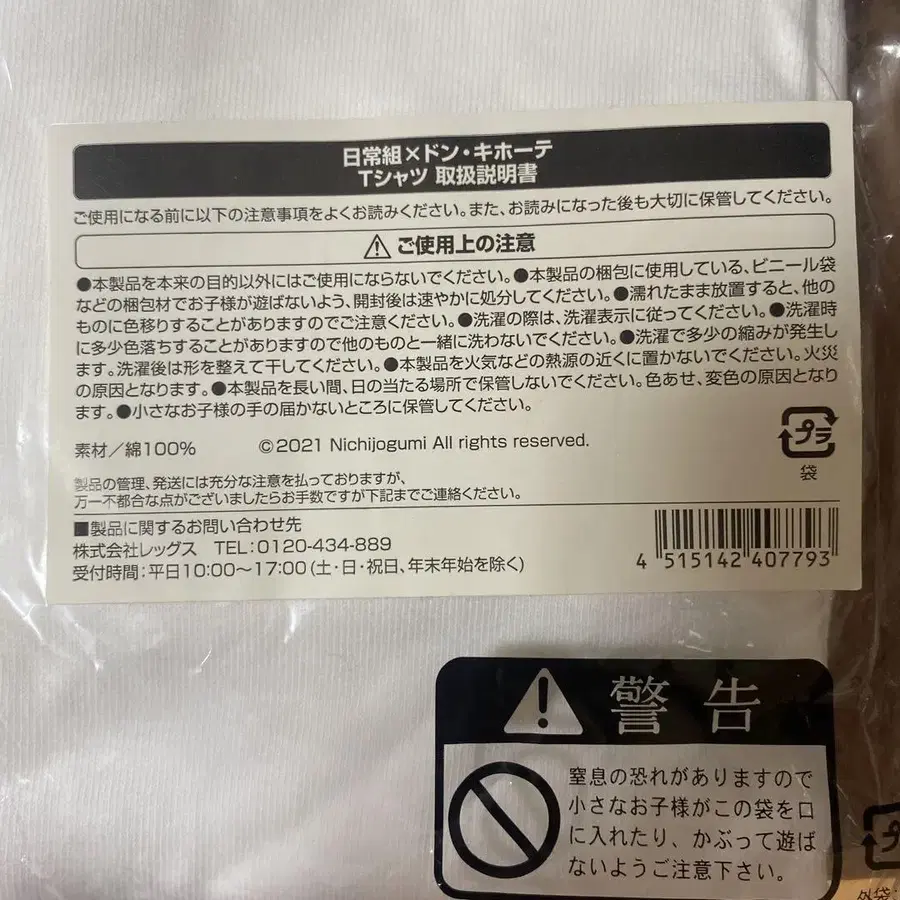 日常組×ドン・キホーテ
Tシャツ 取扱説明書
ご使用になる前に以下の注意事項をよくお読みください。また、お読みになった後も大切に保管してください。
ご使用上の注意
●本製品を本来の目的以外にはご使用にならないでください。●本製品の梱包に使用している、ビニール袋
などの梱包材でお子様が遊ばないよう、開封後は速やかに処分してください。●濡れたまま放置すると、他の
ものに色移りすることがありますのでご注意ください。●洗濯の際は、洗濯表示に従ってください。●洗濯時
に多少色落ちすることがありますので他のものと一緒に洗わないでください。●洗濯で多少の縮みが発生し
ます。洗濯後は形を整えて干してください。●本製品を火気などの熱源の近くに置かないでください。火災
の原因となります。●本製品を長い間、日の当たる場所で保管しないでください。色あせ、変色の原因となり
ます。●小さなお子様の手の届かないところに保管してください。
素材/綿100% ©2021 Nichijogumi All rights reserved.
プラ
袋
製品の管理、発送には充分な注意を払っておりますが、
万一不都合な点がございましたらお手数ですが下記までご連絡ください。
■製品に関するお問い合わせ先
株式会社レッグス TEL:0120-434-889
受付時間:平日10:00〜17:00(土・日・祝日、年末年始を除く)
4 515142 407793
警告
窒息の恐れがありますので
小さなお子様がこの袋を口
に入れたり、かぶって遊ば
ないようご注意下さい。
プ
外袋: